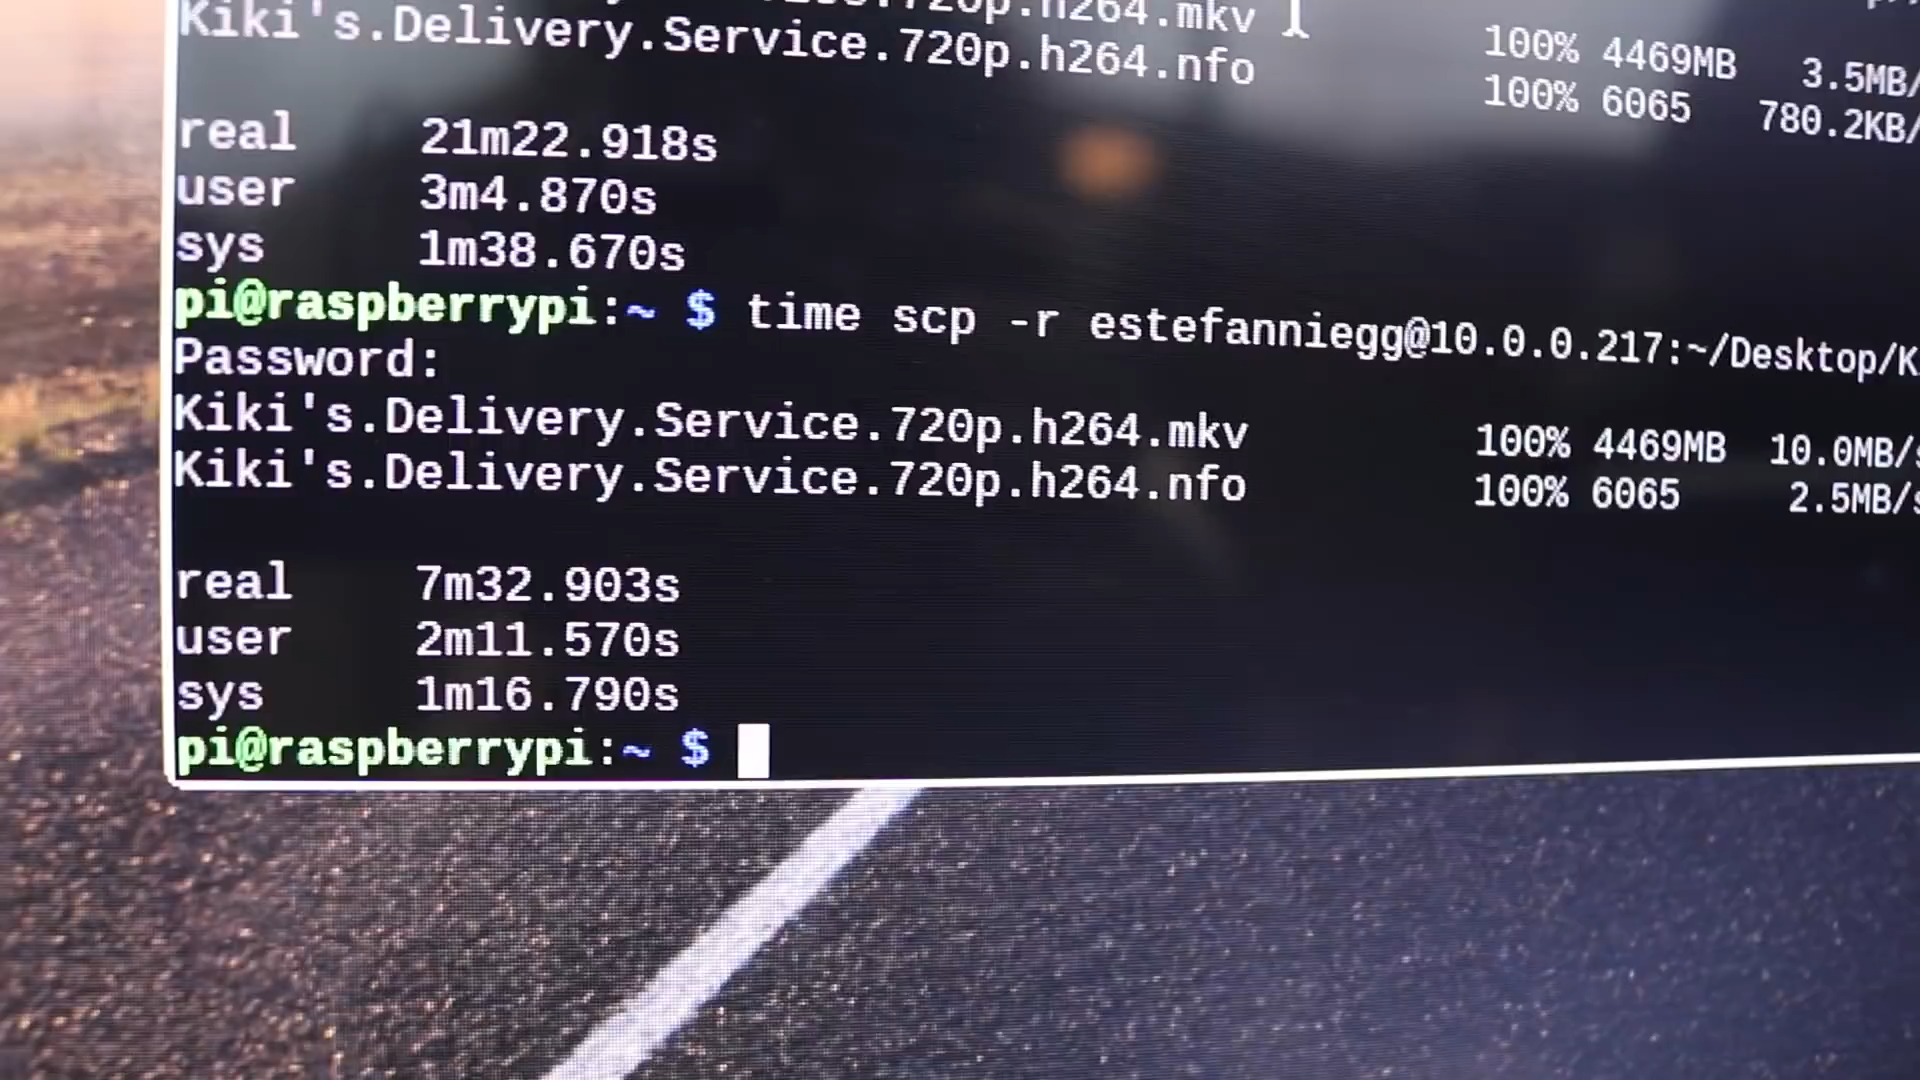 720p.h264.mkv 100% 4469MB 3.5MB/
Kiki's.Delivery.Service.720p.h264.nfo 100% 6065 780.2KB/
real 21m22.918s
user 3m4.870s
sys 1m38.670s
pi@raspberrypi:~ $ time scp -r estefanniegg@10.0.0.217:~/Desktop/K
Password:
Kiki's.Delivery.Service.720p.h264.mkv 100% 4469MB 10.0MB/s
Kiki's.Delivery.Service.720p.h264.nfo 100% 6065 2.5MB/s
real 7m32.903s
user 2m11.570s
sys 1m16.790s
pi@raspberrypi:~ $